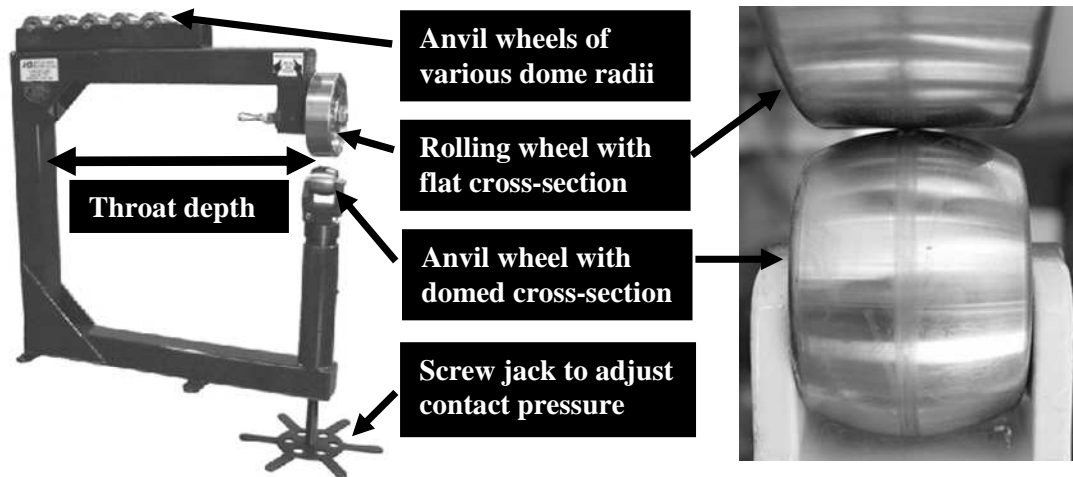 Anvil wheels of
various dome radii
Rolling wheel with
flat cross-section
Throat depth
Anvil wheel with
domed cross-section
Screw jack to adjust
contact pressure